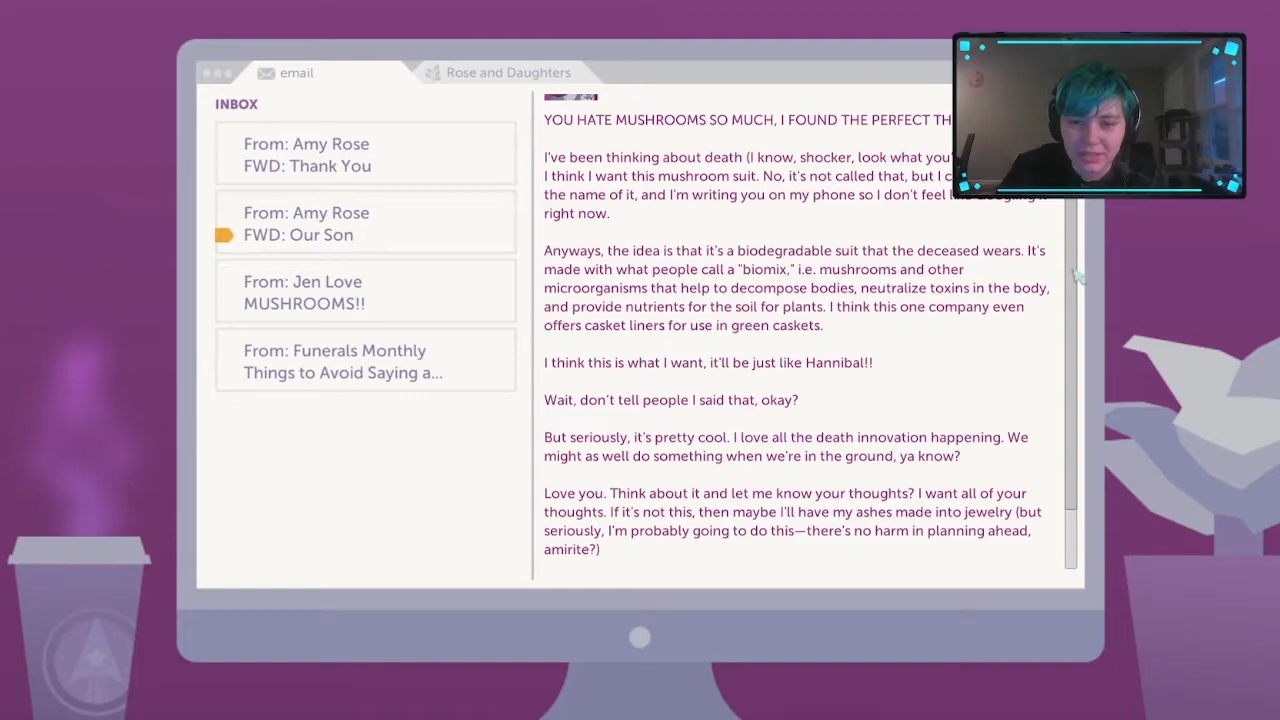 email
Rose and Daughters
INBOX
From: Amy Rose
FWD: Thank You
From: Amy Rose
FWD: Our Son
From: Jen Love
MUSHROOMS!!
From: Funerals Monthly
Things to Avoid Saying a...
YOU HATE MUSHROOMS SO MUCH, I FOUND THE PERFECT
I've been thinking about death (I know, shocker, look what
I think I want this mushroom suit. No, it's not called that, but I
the name of it, and I'm writing you on my phone so I don't feel
right now.
Anyways, the idea is that it's a biodegradable suit that the deceased wears. It's
made with what people call a "biomix," i.e. mushrooms and other
microorganisms that help to decompose bodies, neutralize toxins in the body,
and provide nutrients for the soil for plants. I think this one company even
offers casket liners for use in green caskets.
I think this is what I want, it'll be just like Hannibal!!
Wait, don't tell people I said that, okay?
But seriously, it's pretty cool. I love all the death innovation happening. We
might as well do something when we're in the ground, ya know?
Love you. Think about it and let me know your thoughts? I want all of your
thoughts. If it's not this, then maybe I'll have my ashes made into jewelry (but
seriously, I'm probably going to do this—there's no harm in planning ahead,
amirite?)